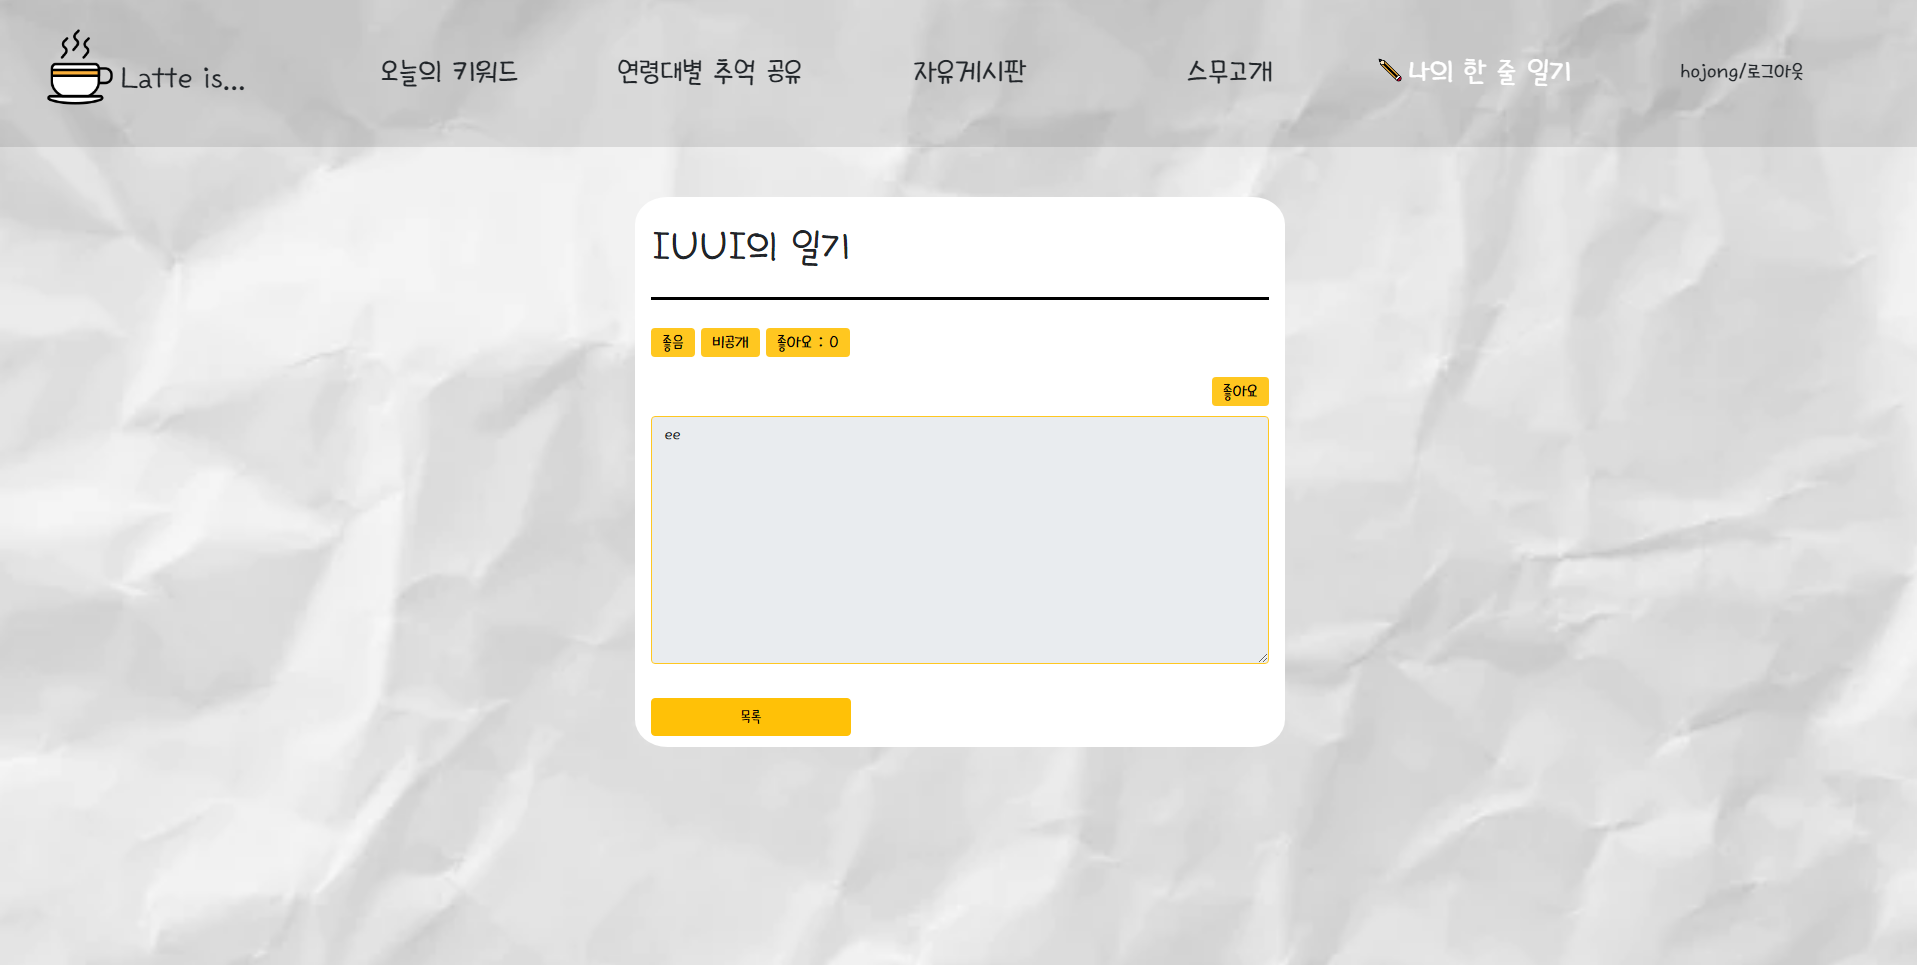 Latte is...
오늘의 키워드
연령대별 추억 공유
자유게시판
스무고개
나의 한 줄 일기
hojong/로그아웃
IUUI의 일기
좋음 비공개 좋아요 : 0
좋아요
ee
목록